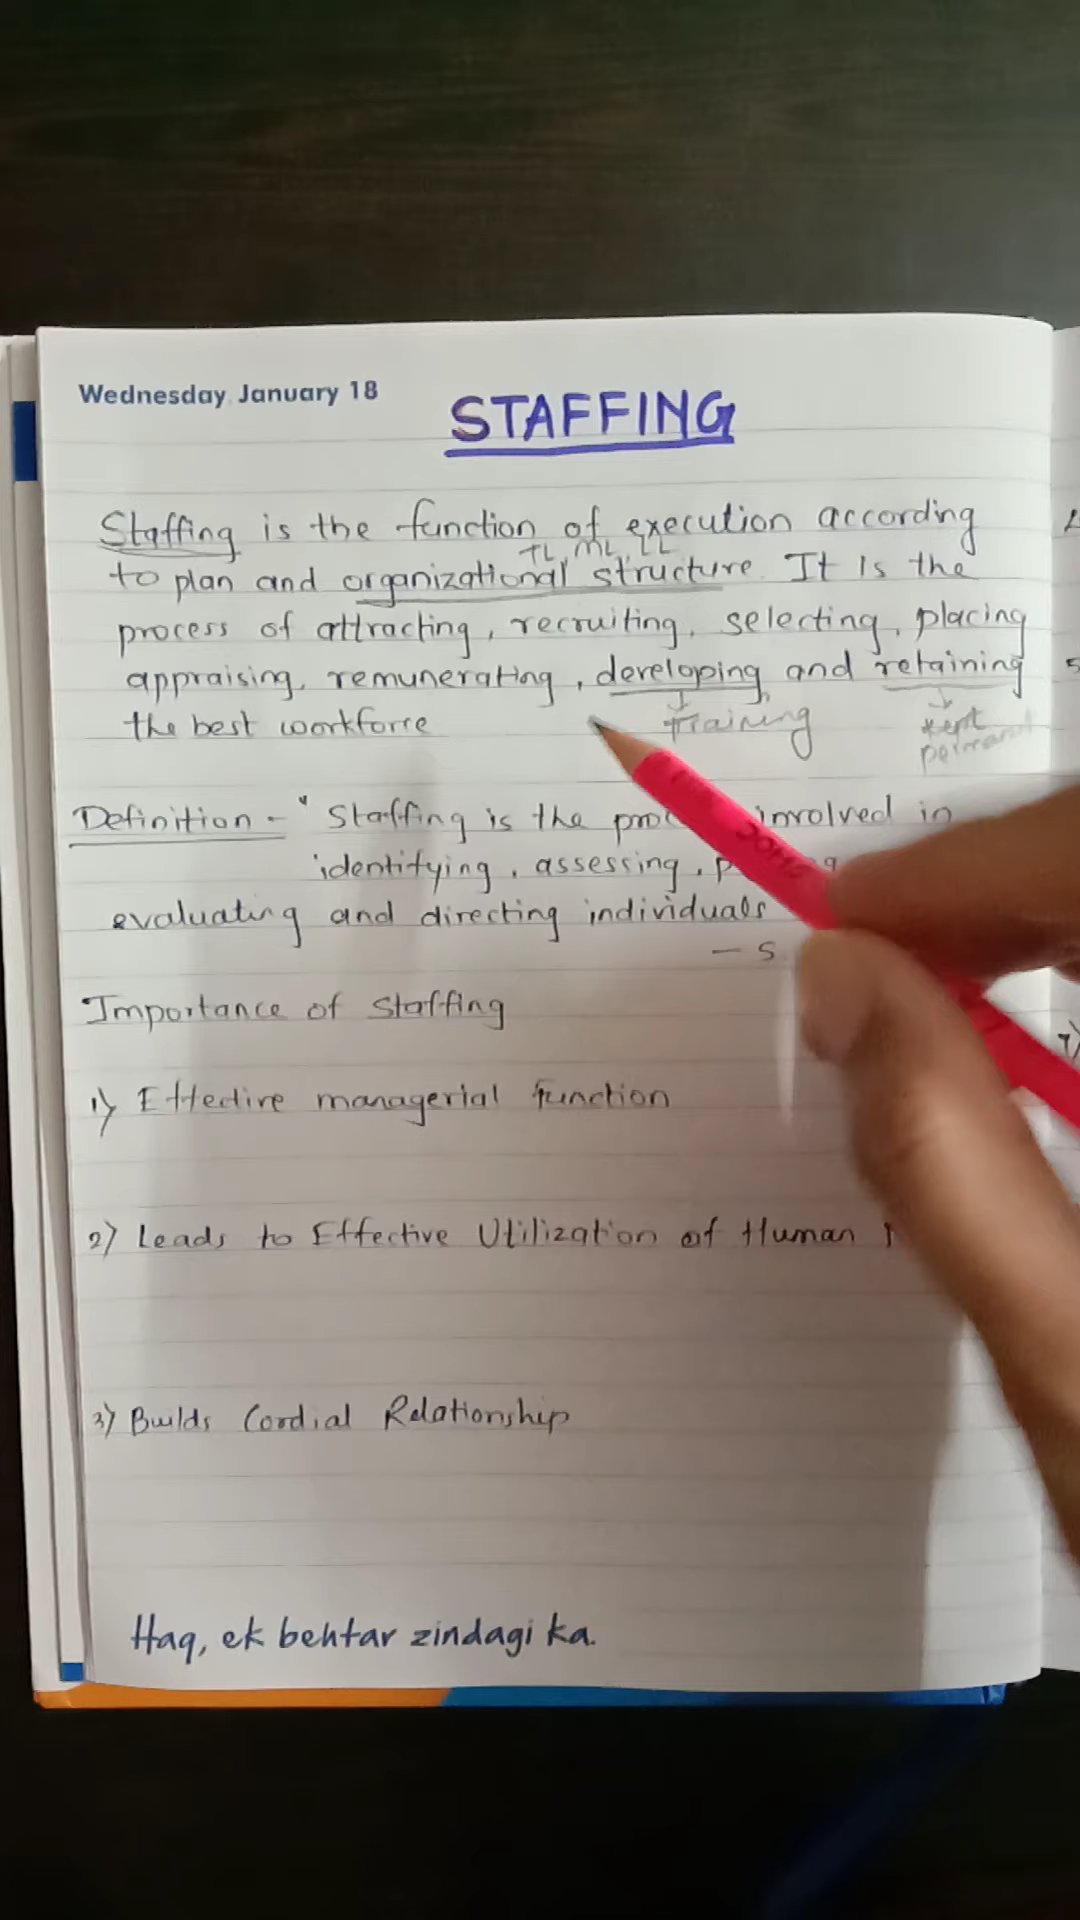 Wednesday, January 18
STAFFING
Staffing is the function of execution according
TL, ML, LL
to plan and organizational structure. It is the
process of attracting, recruiting, selecting, placing
appraising, remunerating, developing and retaining
the best workforce
Training
kept
Definition - "Staffing is the involved in
identifying, assessing,
evaluating and directing individuals
- S
Importance of Staffing
1) Effective managerial function
2) Leads to Effective Utilization of Human
3) Builds Cordial Relationship
Haq, ek behtar zindagi ka.